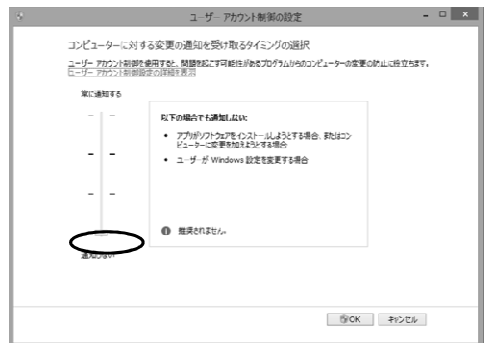 ユーザー アカウント制御の設定
コンピューターに対する変更の通知を受け取るタイミングの選択
ユーザー アカウント制御を使用すると、問題を起こす可能性があるプログラムからのコンピューターの変更の防止に役立ちます。
ユーザー アカウント制御設定の詳細を表示
常に通知する
以下の場合でも通知しない:
• アプリがソフトウェアをインストールしようとする場合、またはコン
ピューターに変更を加えようとする場合
• ユーザーが Windows 設定を変更する場合
推奨されません。
通知しない
OK
キャンセル